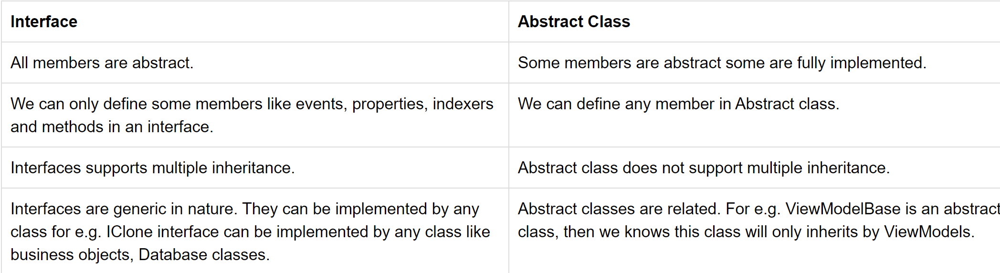 Interface
Abstract Class
All members are abstract.
Some members are abstract some are fully implemented.
We can only define some members like events, properties, indexers
and methods in an interface.
We can define any member in Abstract class.
Interfaces supports multiple inheritance.
Abstract class does not support multiple inheritance.
Interfaces are generic in nature. They can be implemented by any
class for e.g. IClone interface can be implemented by any class like
business objects, Database classes.
Abstract classes are related. For e.g. ViewModelBase is an abstract
class, then we knows this class will only inherits by ViewModels.